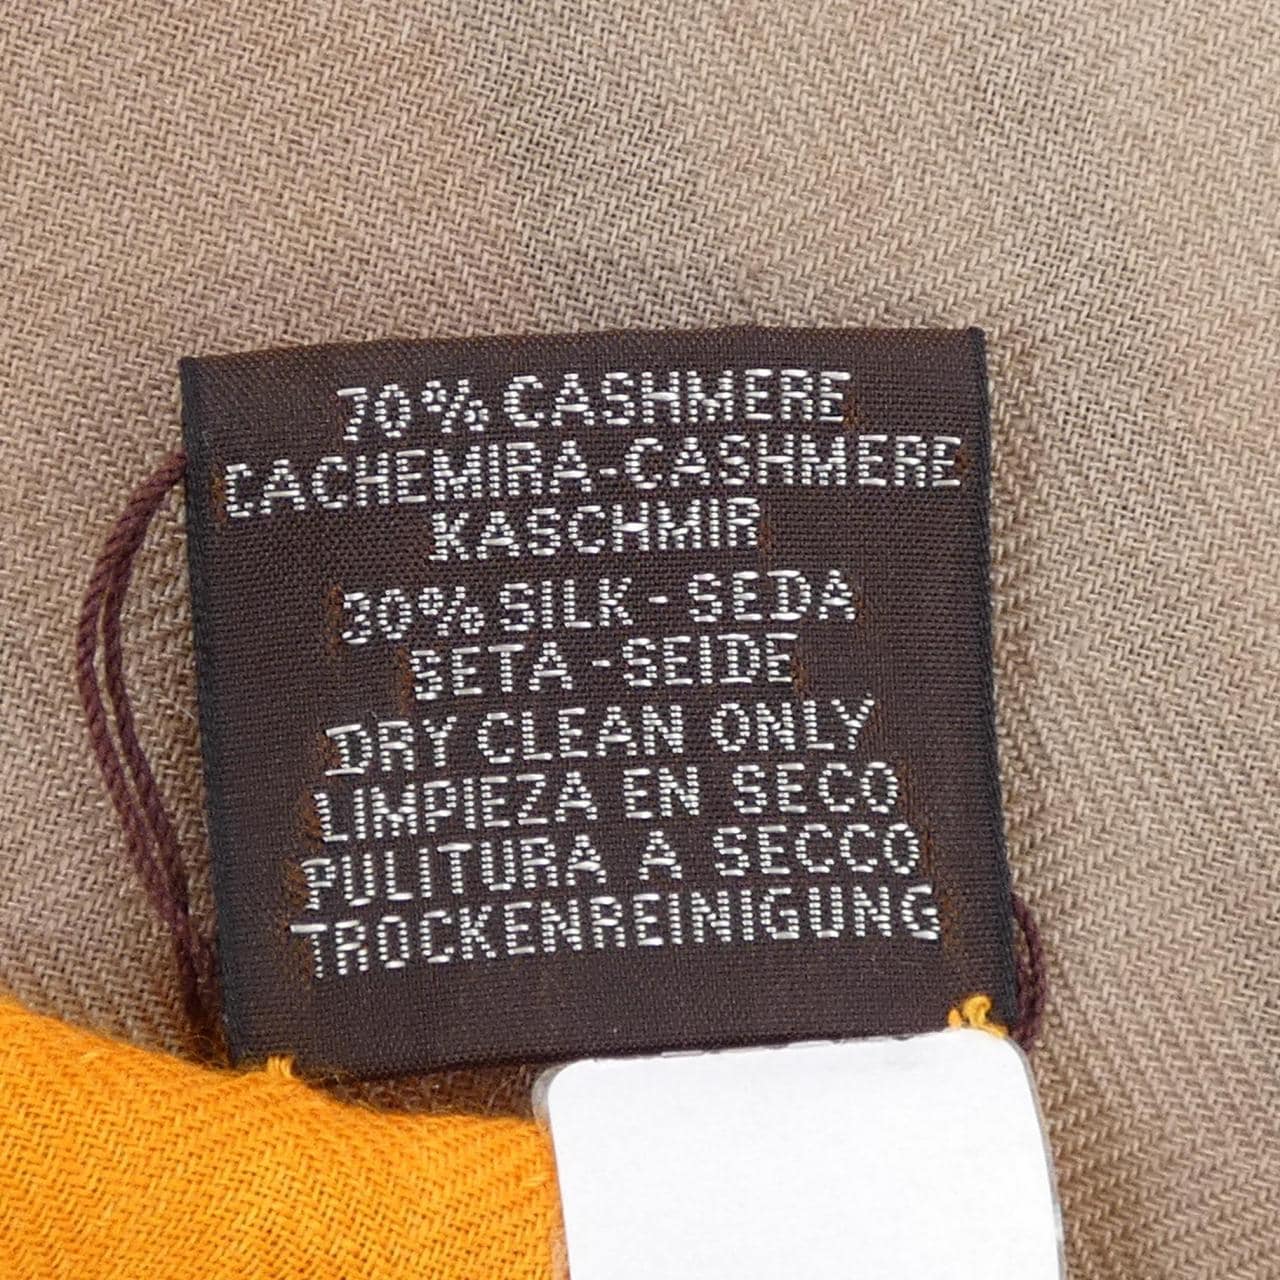 70% CASHMERE
CACHEMIRA-CASHMERE
KASCHMIR
30% SILK - SEDA
SETA - SEIDE
DRY CLEAN ONLY
LIMPIEZA EN SECO
PULITURA A SECCO
TROCKENREINIGUNG